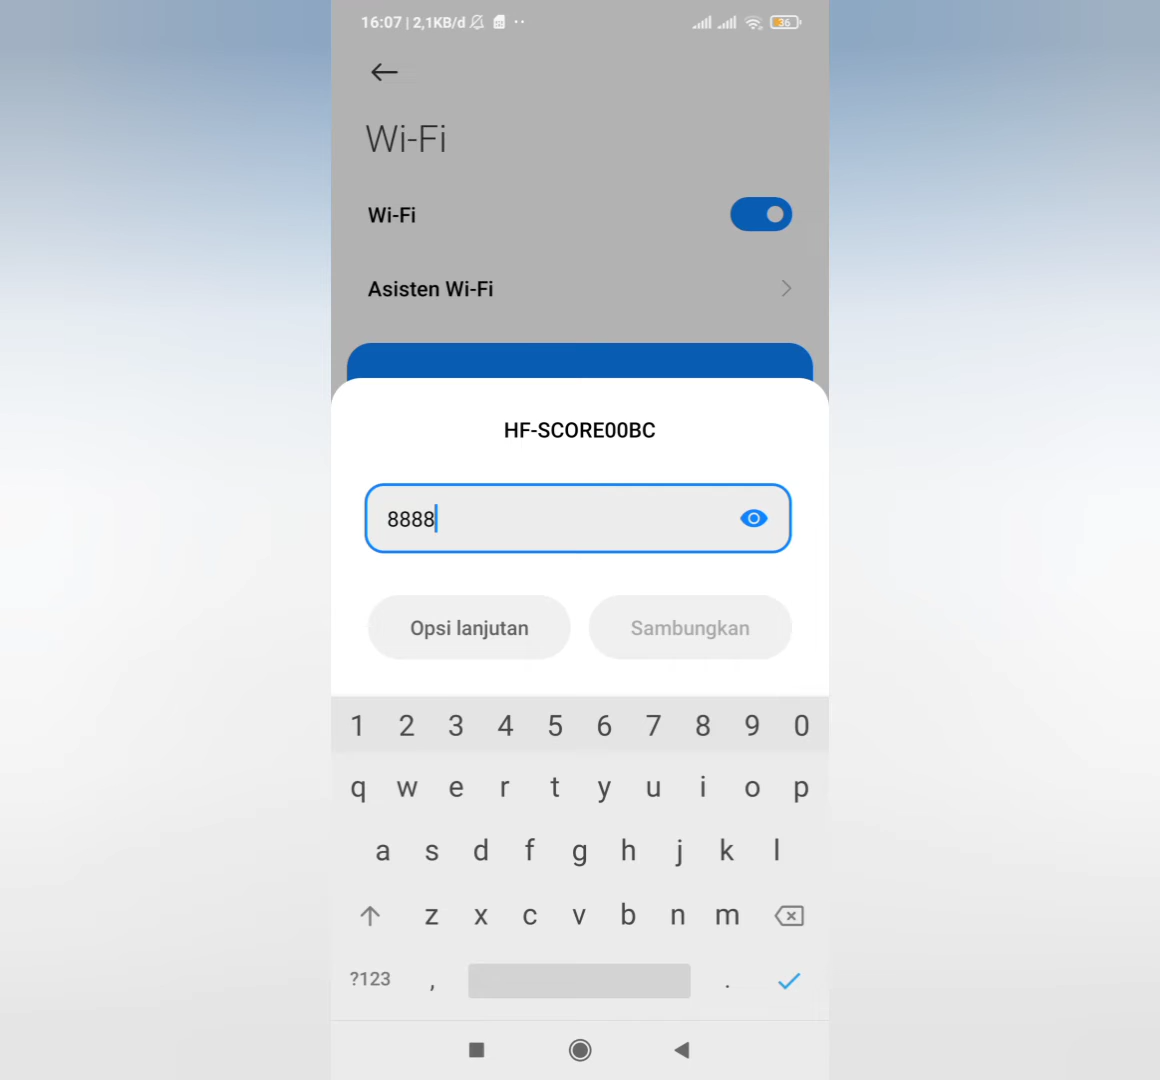 16:07 | 2,1KB/d
36
Wi-Fi
Wi-Fi
Asisten Wi-Fi
HF-SCORE00BC
8888
Opsi lanjutan Sambungkan
1 2 3 4 5 6 7 8 9 0
q w e r t y u i o p
a s d f g h j k l
z x c v b n m
?123 , .